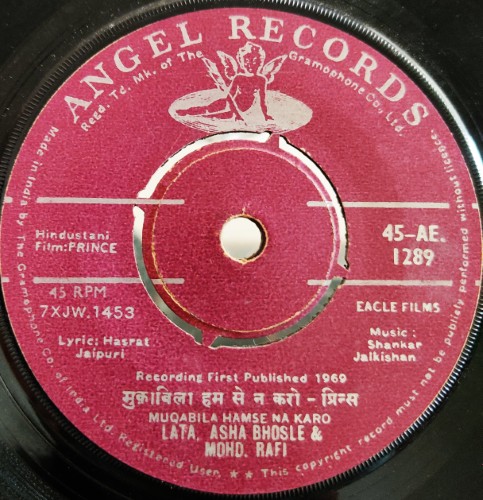 ANGEL RECORDS
Regd. Td. Mk. of The Gramophone Co., Ltd.
Hindustani
Film:PRINCE
45-AE.
1289
45 RPM
7XJW.1453
EAGLE FILMS
Lyric: Hasrat
Jaipuri
Music:
Shankar
Jaikishan
Recording First Published 1969
मुक़ाबिला हम से न करो - प्रिन्स
MUQABILA HAMSE NA KARO
LATA, ASHA BHOSLE &
MOHD. RAFI
Made in India by The Gramophone Co. of India Ltd. Registered User ★ ★ This copyright record must not be publicly performed without licence.